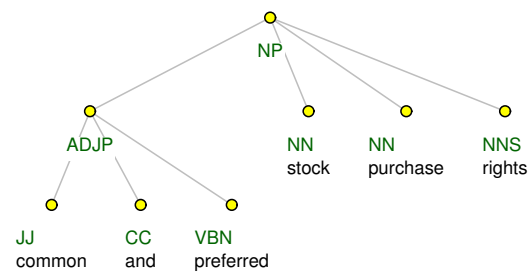 NP
ADJP NN NN NNS
stock purchase rights
JJ CC VBN
common and preferred